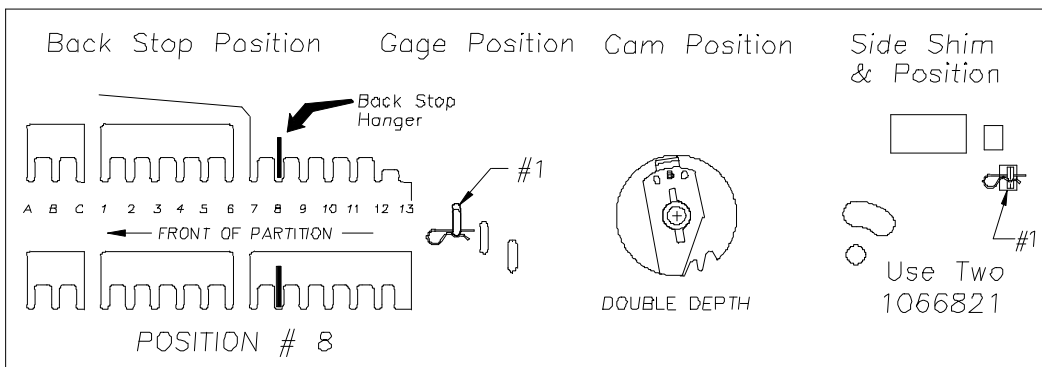 Back Stop Position
Gage Position
Cam Position
Side Shim
& Position
Back Stop
Hanger
#1
A B C 1 2 3 4 5 6 7 8 9 10 11 12 13
FRONT OF PARTITION
POSITION # 8
D B D
DOUBLE DEPTH
#1
Use Two
1066821